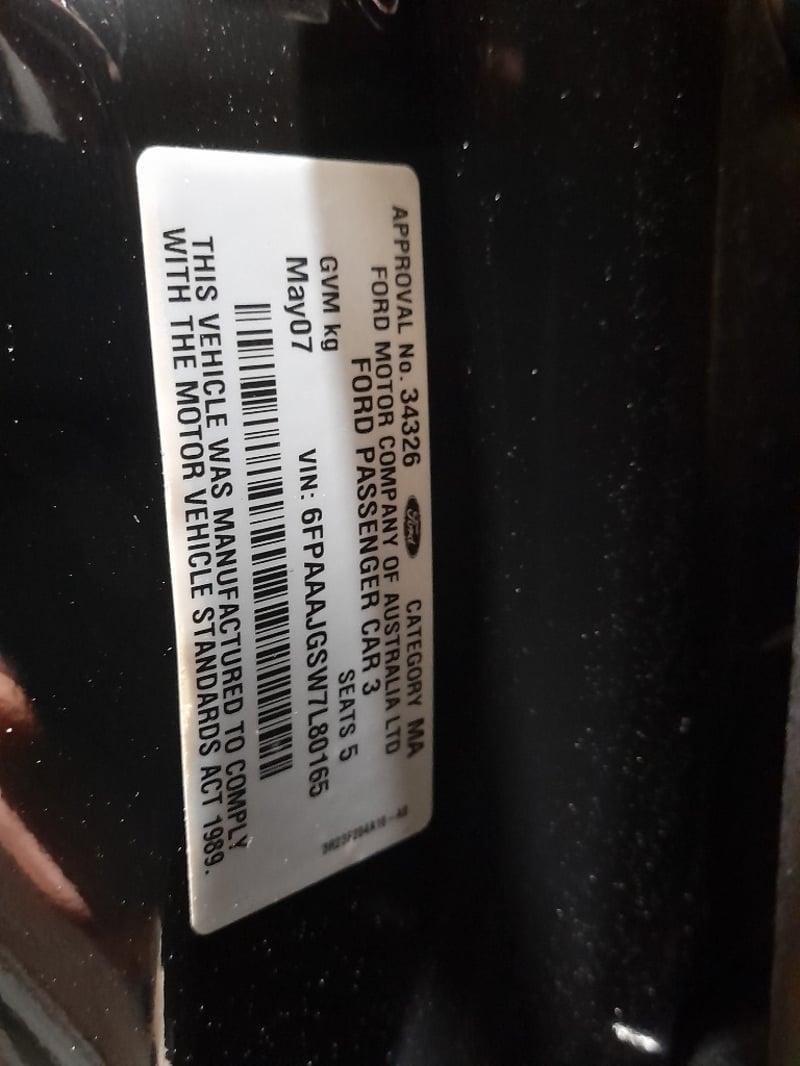 APPROVAL No. 34326 Ford CATEGORY MA
FORD MOTOR COMPANY OF AUSTRALIA LTD
FORD PASSENGER CAR 3
GVM kg SEATS 5
May07 VIN: 6FPAAAJGSW7L80165
THIS VEHICLE WAS MANUFACTURED TO COMPLY
WITH THE MOTOR VEHICLE STANDARDS ACT 1989.